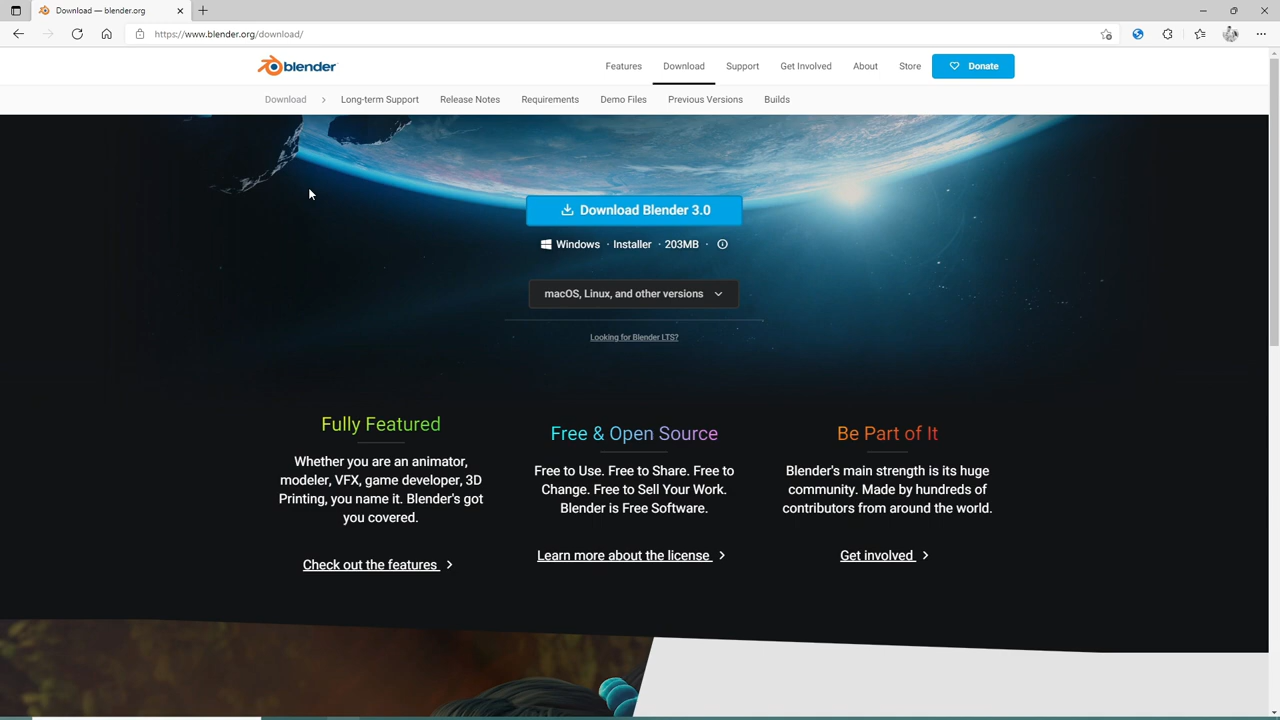 Download — blender.org
https://www.blender.org/download/
blender
Features
Download
Support
Get Involved
About
Store
Donate
Download
Long-term Support
Release Notes
Requirements
Demo Files
Previous Versions
Builds
Download Blender 3.0
Windows · Installer · 203MB ·
macOS, Linux, and other versions
Looking for Blender LTS?
Fully Featured
Whether you are an animator,
modeler, VFX, game developer, 3D
Printing, you name it. Blender's got
you covered.
Check out the features
Free & Open Source
Free to Use. Free to Share. Free to
Change. Free to Sell Your Work.
Blender is Free Software.
Learn more about the license
Be Part of It
Blender's main strength is its huge
community. Made by hundreds of
contributors from around the world.
Get involved